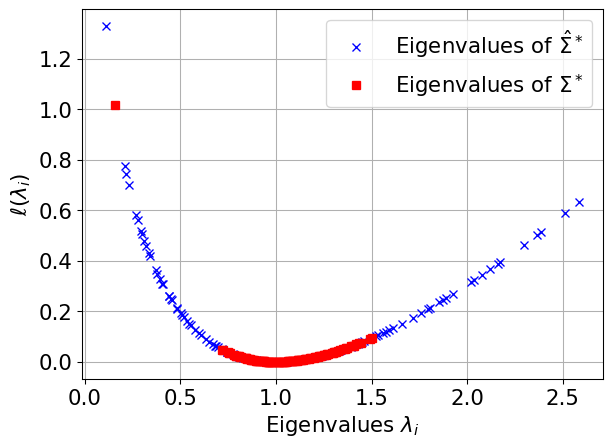 Eigenvalues of Σ̂*
Eigenvalues of Σ*
ℓ(λᵢ)
1.2
1.0
0.8
0.6
0.4
0.2
0.0
0.0 0.5 1.0 1.5 2.0 2.5
Eigenvalues λᵢ